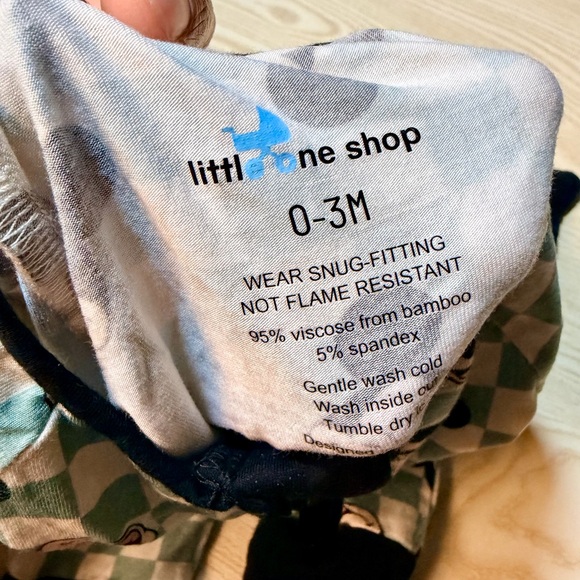 little one shop
0-3M
WEAR SNUG-FITTING
NOT FLAME RESISTANT
95% viscose from bamboo
5% spandex
Gentle wash cold
Wash inside
Tumble dry
Designed